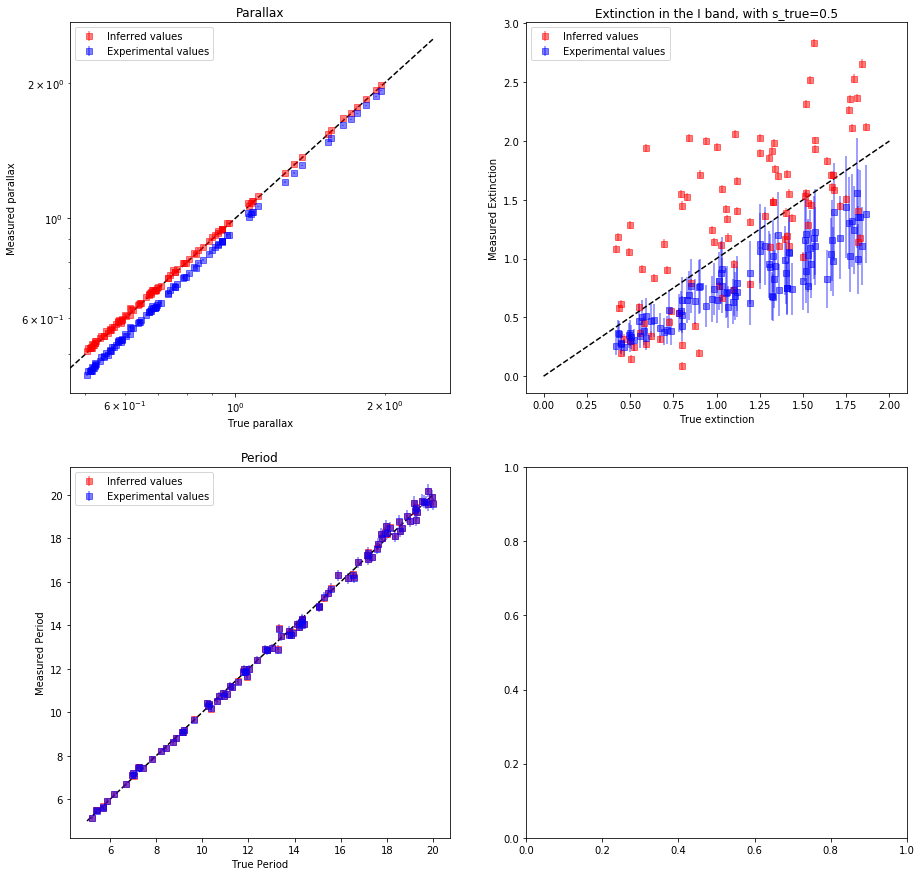 Parallax
Inferred values
Experimental values
2 × 10⁰
10⁰
6 × 10⁻¹
Measured parallax
6 × 10⁻¹
10⁰
2 × 10⁰
True parallax
Extinction in the I band, with s_true=0.5
Inferred values
Experimental values
3.0
2.5
2.0
1.5
1.0
0.5
0.0
Measured Extinction
0.00
0.25
0.50
0.75
1.00
1.25
1.50
1.75
2.00
True extinction
Period
Inferred values
Experimental values
20
18
16
14
12
10
8
6
Measured Period
6
8
10
12
14
16
18
20
True Period
1.0
0.8
0.6
0.4
0.2
0.0
0.0
0.2
0.4
0.6
0.8
1.0